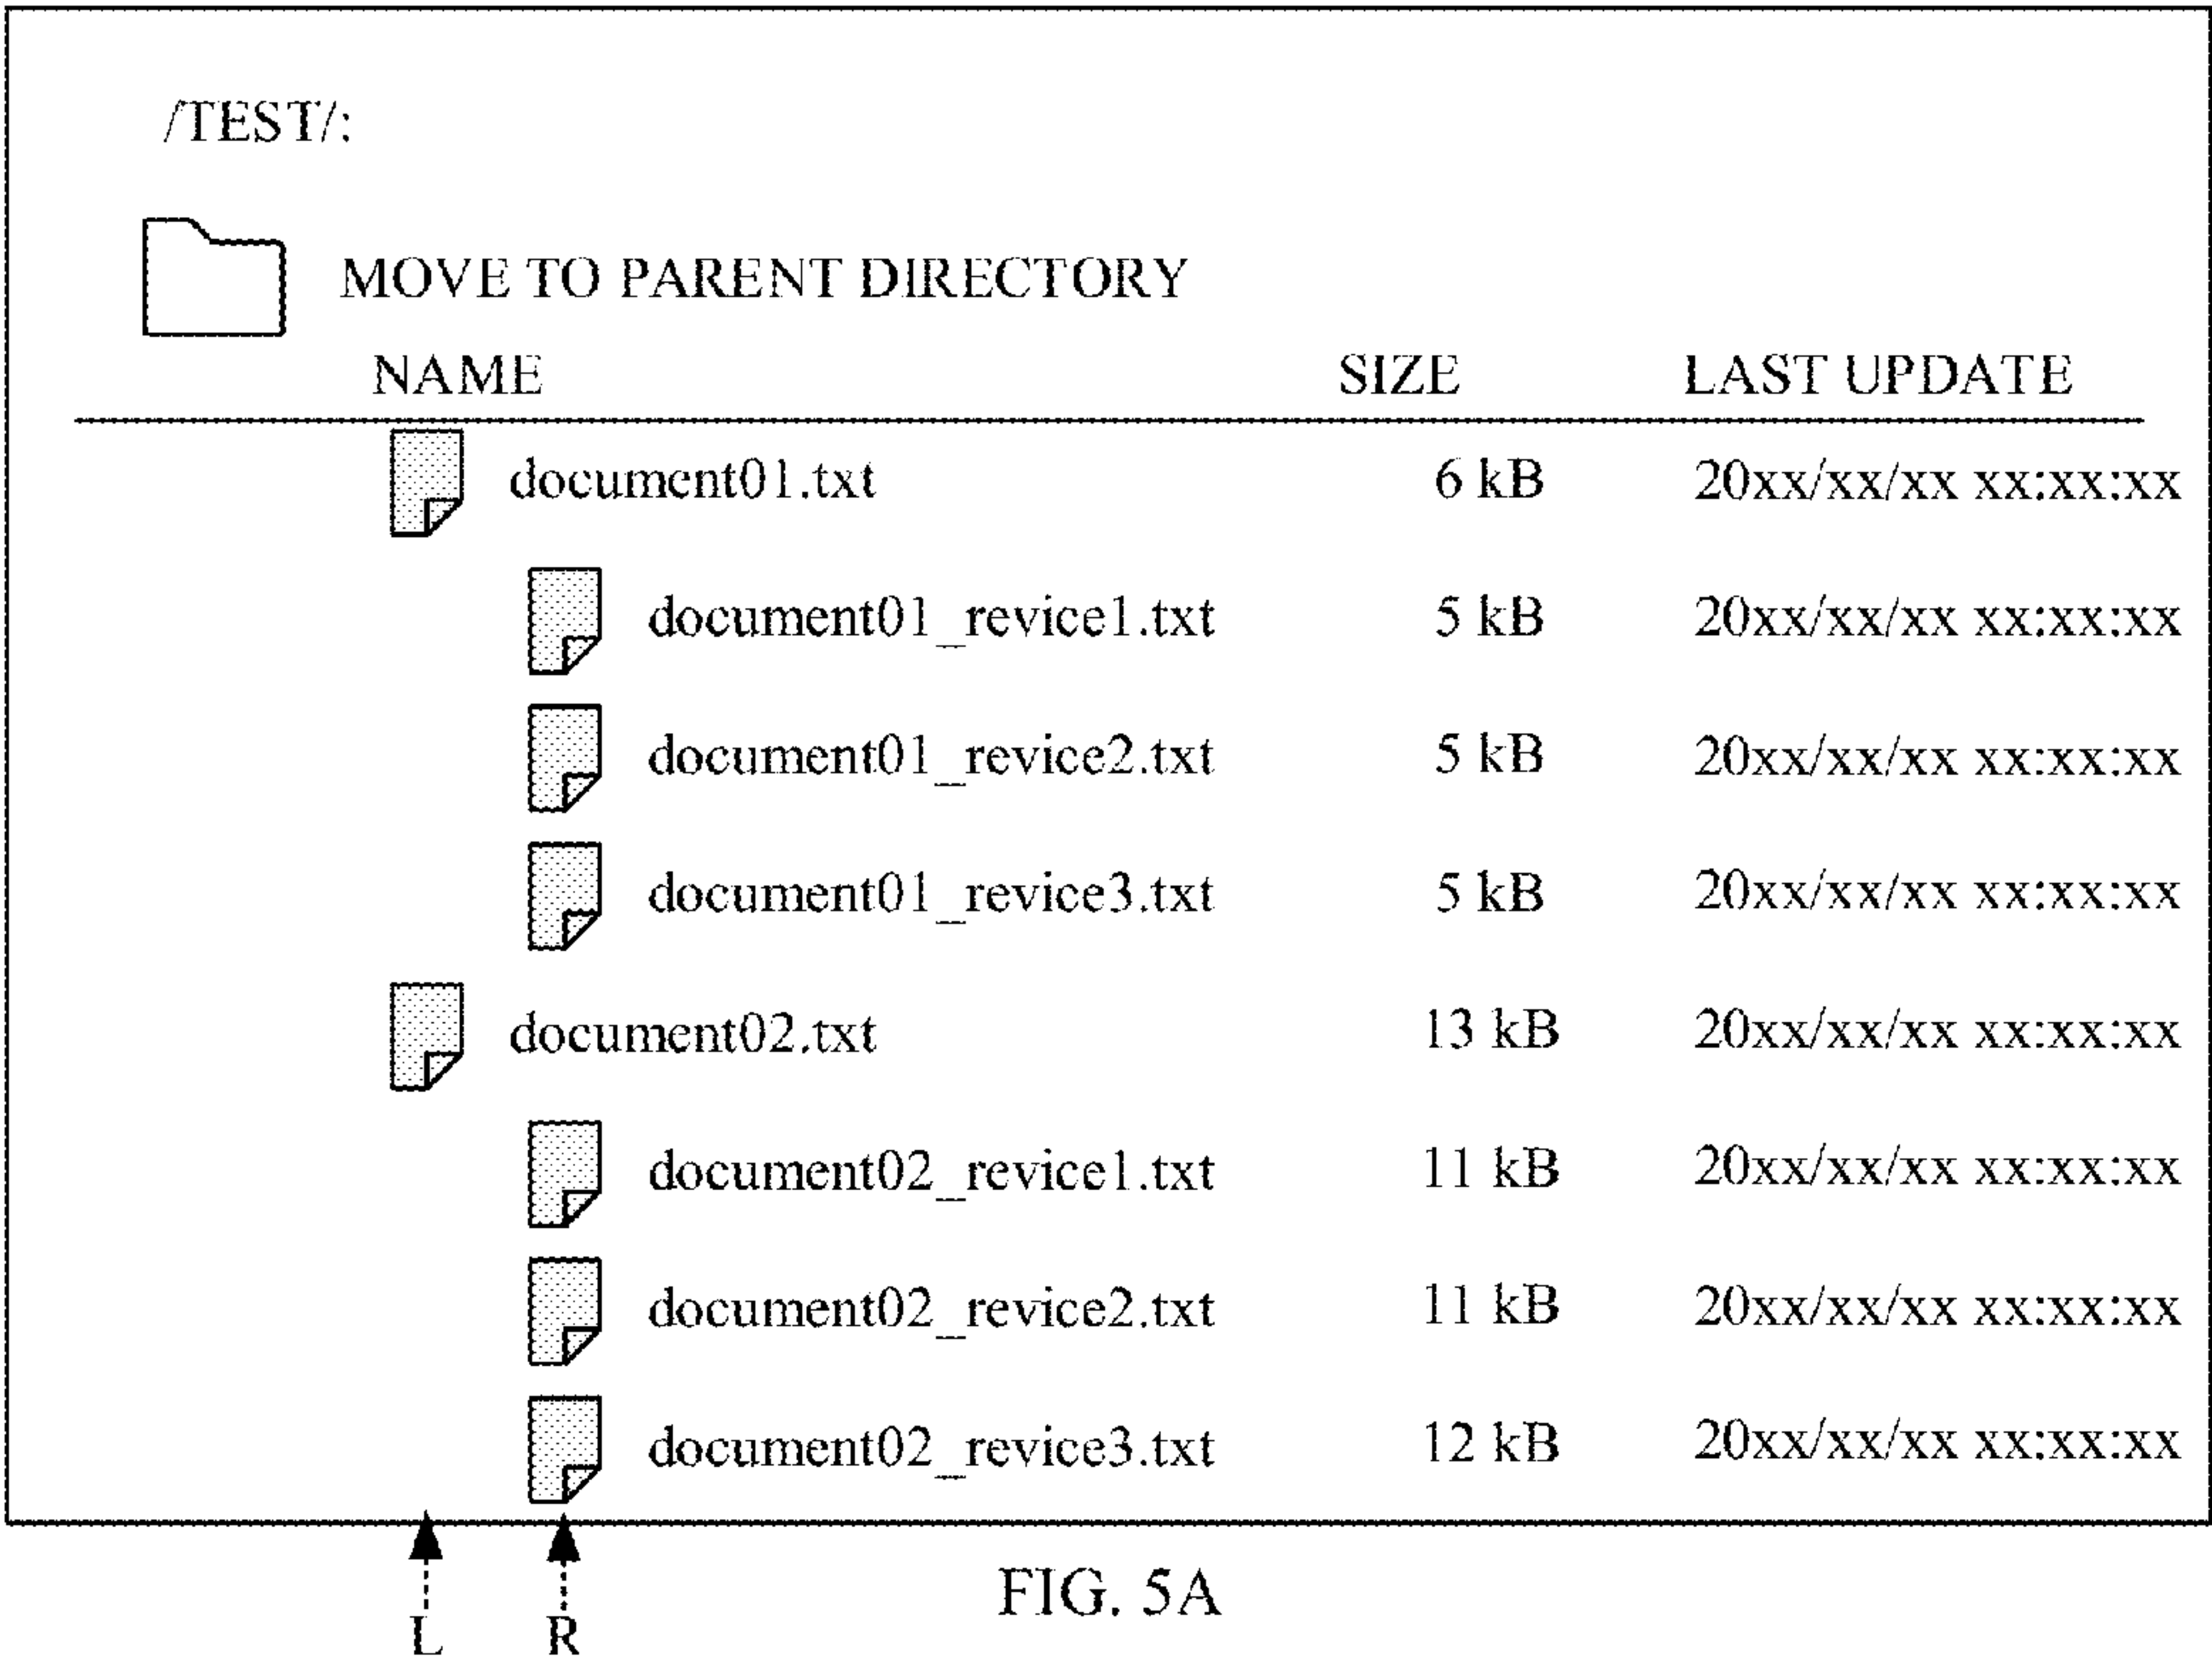 /TEST/:
MOVE TO PARENT DIRECTORY
NAME SIZE LAST UPDATE
document01.txt 6 kB 20xx/xx/xx xx:xx:xx
document01_revice1.txt 5 kB 20xx/xx/xx xx:xx:xx
document01_revice2.txt 5 kB 20xx/xx/xx xx:xx:xx
document01_revice3.txt 5 kB 20xx/xx/xx xx:xx:xx
document02.txt 13 kB 20xx/xx/xx xx:xx:xx
document02_revice1.txt 11 kB 20xx/xx/xx xx:xx:xx
document02_revice2.txt 11 kB 20xx/xx/xx xx:xx:xx
document02_revice3.txt 12 kB 20xx/xx/xx xx:xx:xx
L R
FIG. 5A